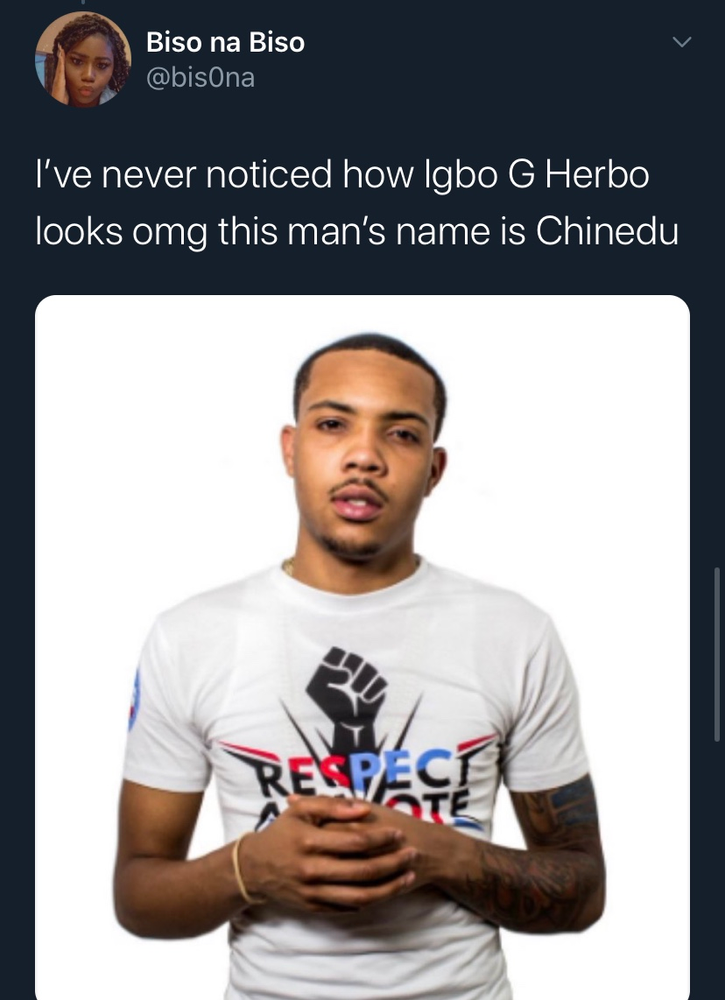 Biso na Biso
@bis0na
I've never noticed how Igbo G Herbo
looks omg this man's name is Chinedu
RESPECT